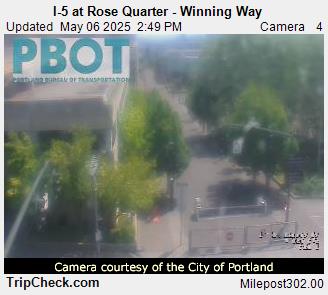 I-5 at Rose Quarter - Winning Way
Updated May 06 2025 2:49 PM Camera 4
PBOT
PORTLAND BUREAU OF TRANSPORTATION
Camera courtesy of the City of Portland
TripCheck.com Milepost302.00